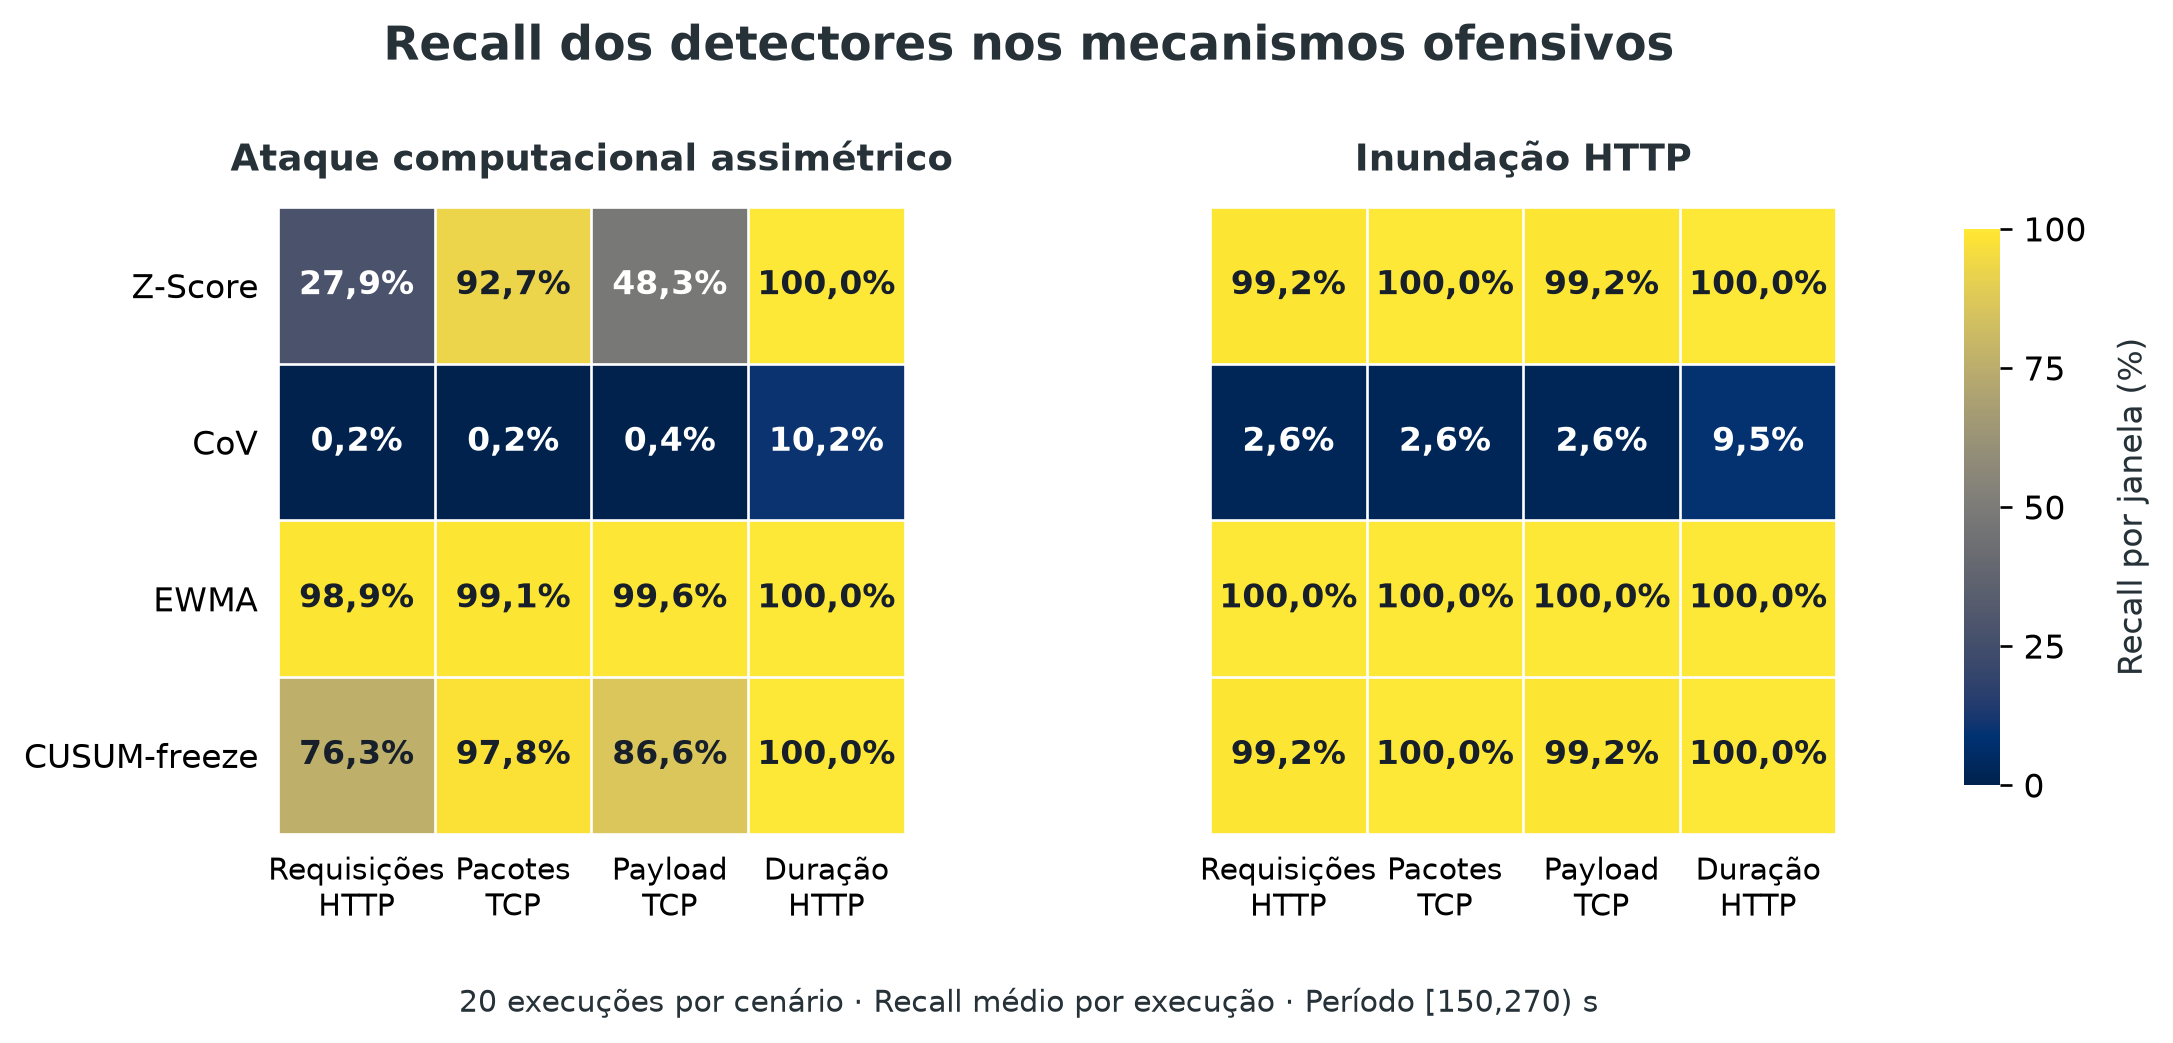 Recall dos detectores nos mecanismos ofensivos
Ataque computacional assimétrico
Z-Score
27,9% 92,7% 48,3% 100,0%
CoV
0,2% 0,2% 0,4% 10,2%
EWMA
98,9% 99,1% 99,6% 100,0%
CUSUM-freeze
76,3% 97,8% 86,6% 100,0%
Requisições Pacotes Payload Duração
HTTP TCP TCP HTTP
Inundação HTTP
99,2% 100,0% 99,2% 100,0%
2,6% 2,6% 2,6% 9,5%
100,0% 100,0% 100,0% 100,0%
99,2% 100,0% 99,2% 100,0%
Requisições Pacotes Payload Duração
HTTP TCP TCP HTTP
100
75
50
25
0
Recall por janela (%)
20 execuções por cenário · Recall médio por execução · Período [150,270) s